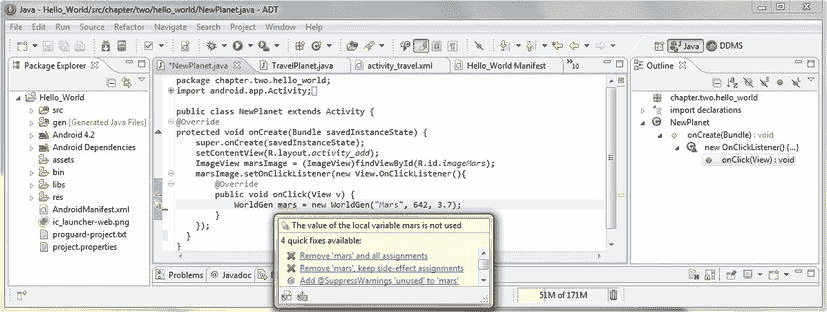 Java - Hello_World/src/chapter/two/hello_world/NewPlanet.java - ADT
File Edit Run Source Refactor Navigate Search Project Window Help
Java DDMS
Package Explorer
Hello_World
src
gen [Generated Java Files]
Android 4.2
Android Dependencies
assets
bin
libs
res
AndroidManifest.xml
ic_launcher-web.png
proguard-project.txt
project.properties
*NewPlanet.java TravelPlanet.java activity_travel.xml Hello_World Manifest »10
package chapter.two.hello_world;
import android.app.Activity;
public class NewPlanet extends Activity {
@Override
protected void onCreate(Bundle savedInstanceState) {
super.onCreate(savedInstanceState);
setContentView(R.layout.activity_add);
ImageView marsImage = (ImageView)findViewById(R.id.imageMars);
marsImage.setOnClickListener(new View.OnClickListener(){
@Override
public void onClick(View v) {
WorldGen mars = new WorldGen("Mars", 642, 3.7);
}
});
}
}
The value of the local variable mars is not used
4 quick fixes available:
Remove 'mars' and all assignments
Remove 'mars', keep side-effect assignments
Add @SuppressWarnings 'unused' to 'mars'
Problems Javadoc
51M of 171M
Outline
chapter.two.hello_world
import declarations
NewPlanet
onCreate(Bundle) : void
new OnClickListener() {...}
onClick(View) : void